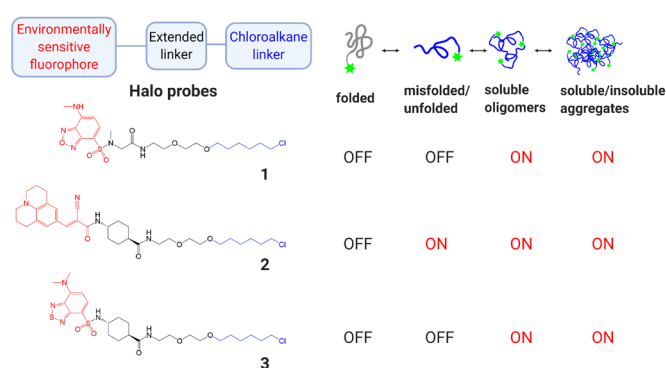 Environmentally
sensitive
fluorophore
Extended
linker
Chloroalkane
linker
Halo probes
folded
misfolded/
unfolded
soluble
oligomers
soluble/insoluble
aggregates
NH
N
O
N
S
O
O
N
O
N
H
O
O
Cl
1
OFF
OFF
ON
ON
N
N
O
H
N
O
N
H
O
O
Cl
2
OFF
ON
ON
ON
N
N
S
N
S
O
O
NH
O
H
N
O
O
Cl
3
OFF
OFF
ON
ON